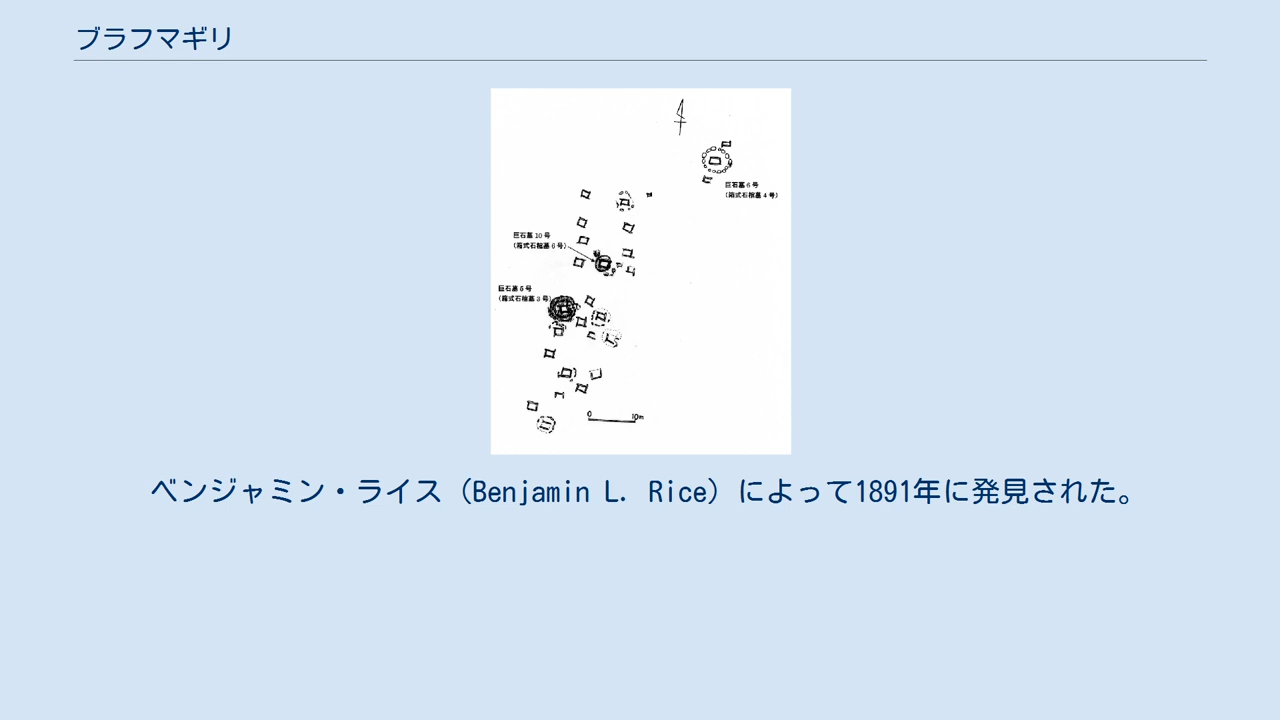 ブラフマギリ
巨石墓6号
(箱式石棺墓4号)
巨石墓10号
(箱式石棺墓6号)
巨石墓5号
(箱式石棺墓3号)
0 10m
ベンジャミン・ライス（Benjamin L. Rice）によって1891年に発見された。